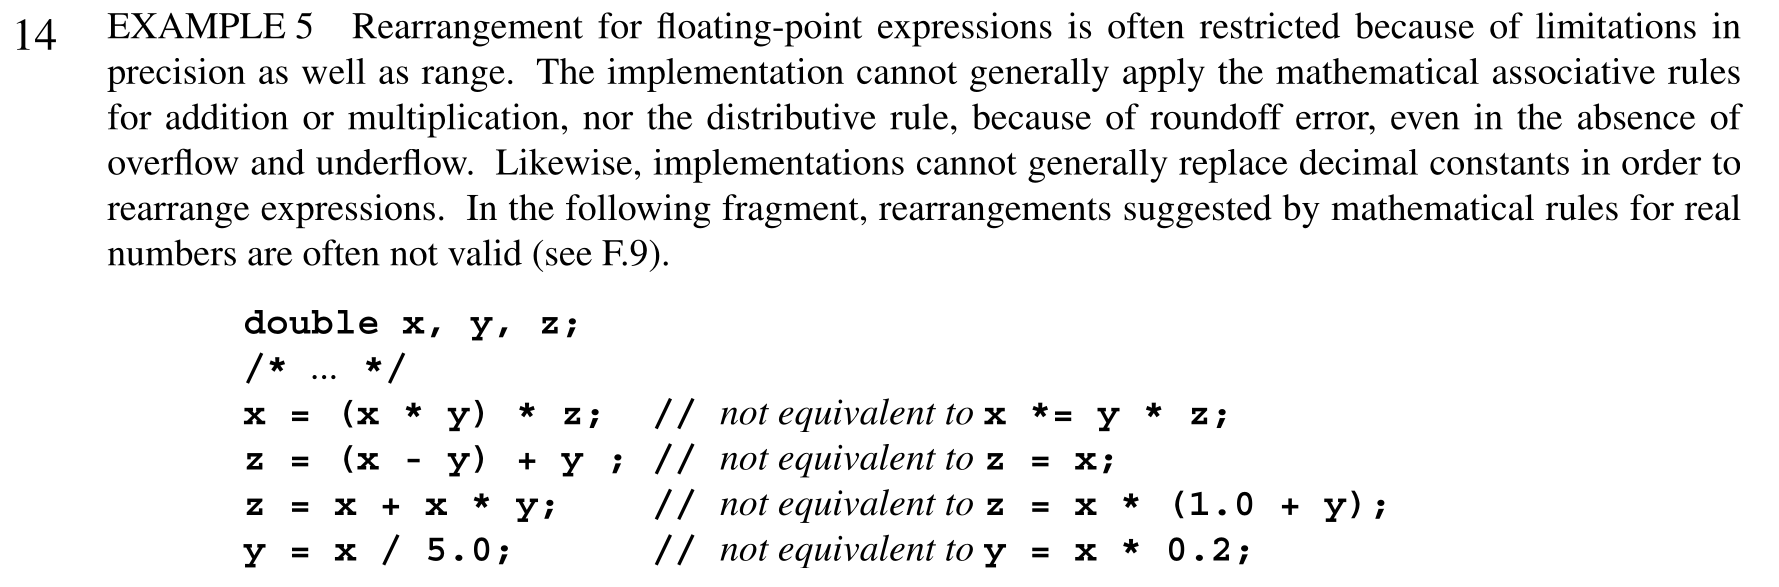 14 EXAMPLE 5 Rearrangement for floating-point expressions is often restricted because of limitations in
precision as well as range. The implementation cannot generally apply the mathematical associative rules
for addition or multiplication, nor the distributive rule, because of roundoff error, even in the absence of
overflow and underflow. Likewise, implementations cannot generally replace decimal constants in order to
rearrange expressions. In the following fragment, rearrangements suggested by mathematical rules for real
numbers are often not valid (see F.9).
double x, y, z;
/* ... */
x = (x * y) * z; // not equivalent to x *= y * z;
z = (x - y) + y ; // not equivalent to z = x;
z = x + x * y; // not equivalent to z = x * (1.0 + y);
y = x / 5.0; // not equivalent to y = x * 0.2;